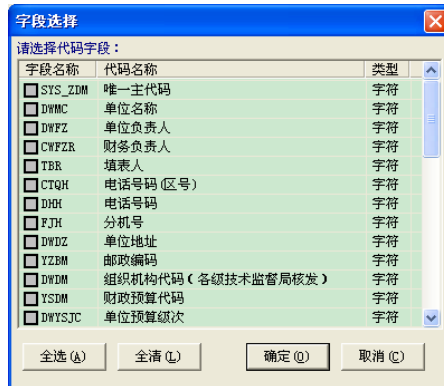 字段选择
请选择代码字段：
字段名称 代码名称 类型
SYS_ZDM 唯一主代码 字符
DWMC 单位名称 字符
DWFZ 单位负责人 字符
CWFZR 财务负责人 字符
TBR 填表人 字符
CTQH 电话号码(区号) 字符
DHH 电话号码 字符
FJH 分机号 字符
DWDZ 单位地址 字符
YZBM 邮政编码 字符
DWDM 组织机构代码(各级技术监督局核发) 字符
YSDM 财政预算代码 字符
DWYSJC 单位预算级次 字符
全选(A) 全清(L) 确定(O) 取消(C)